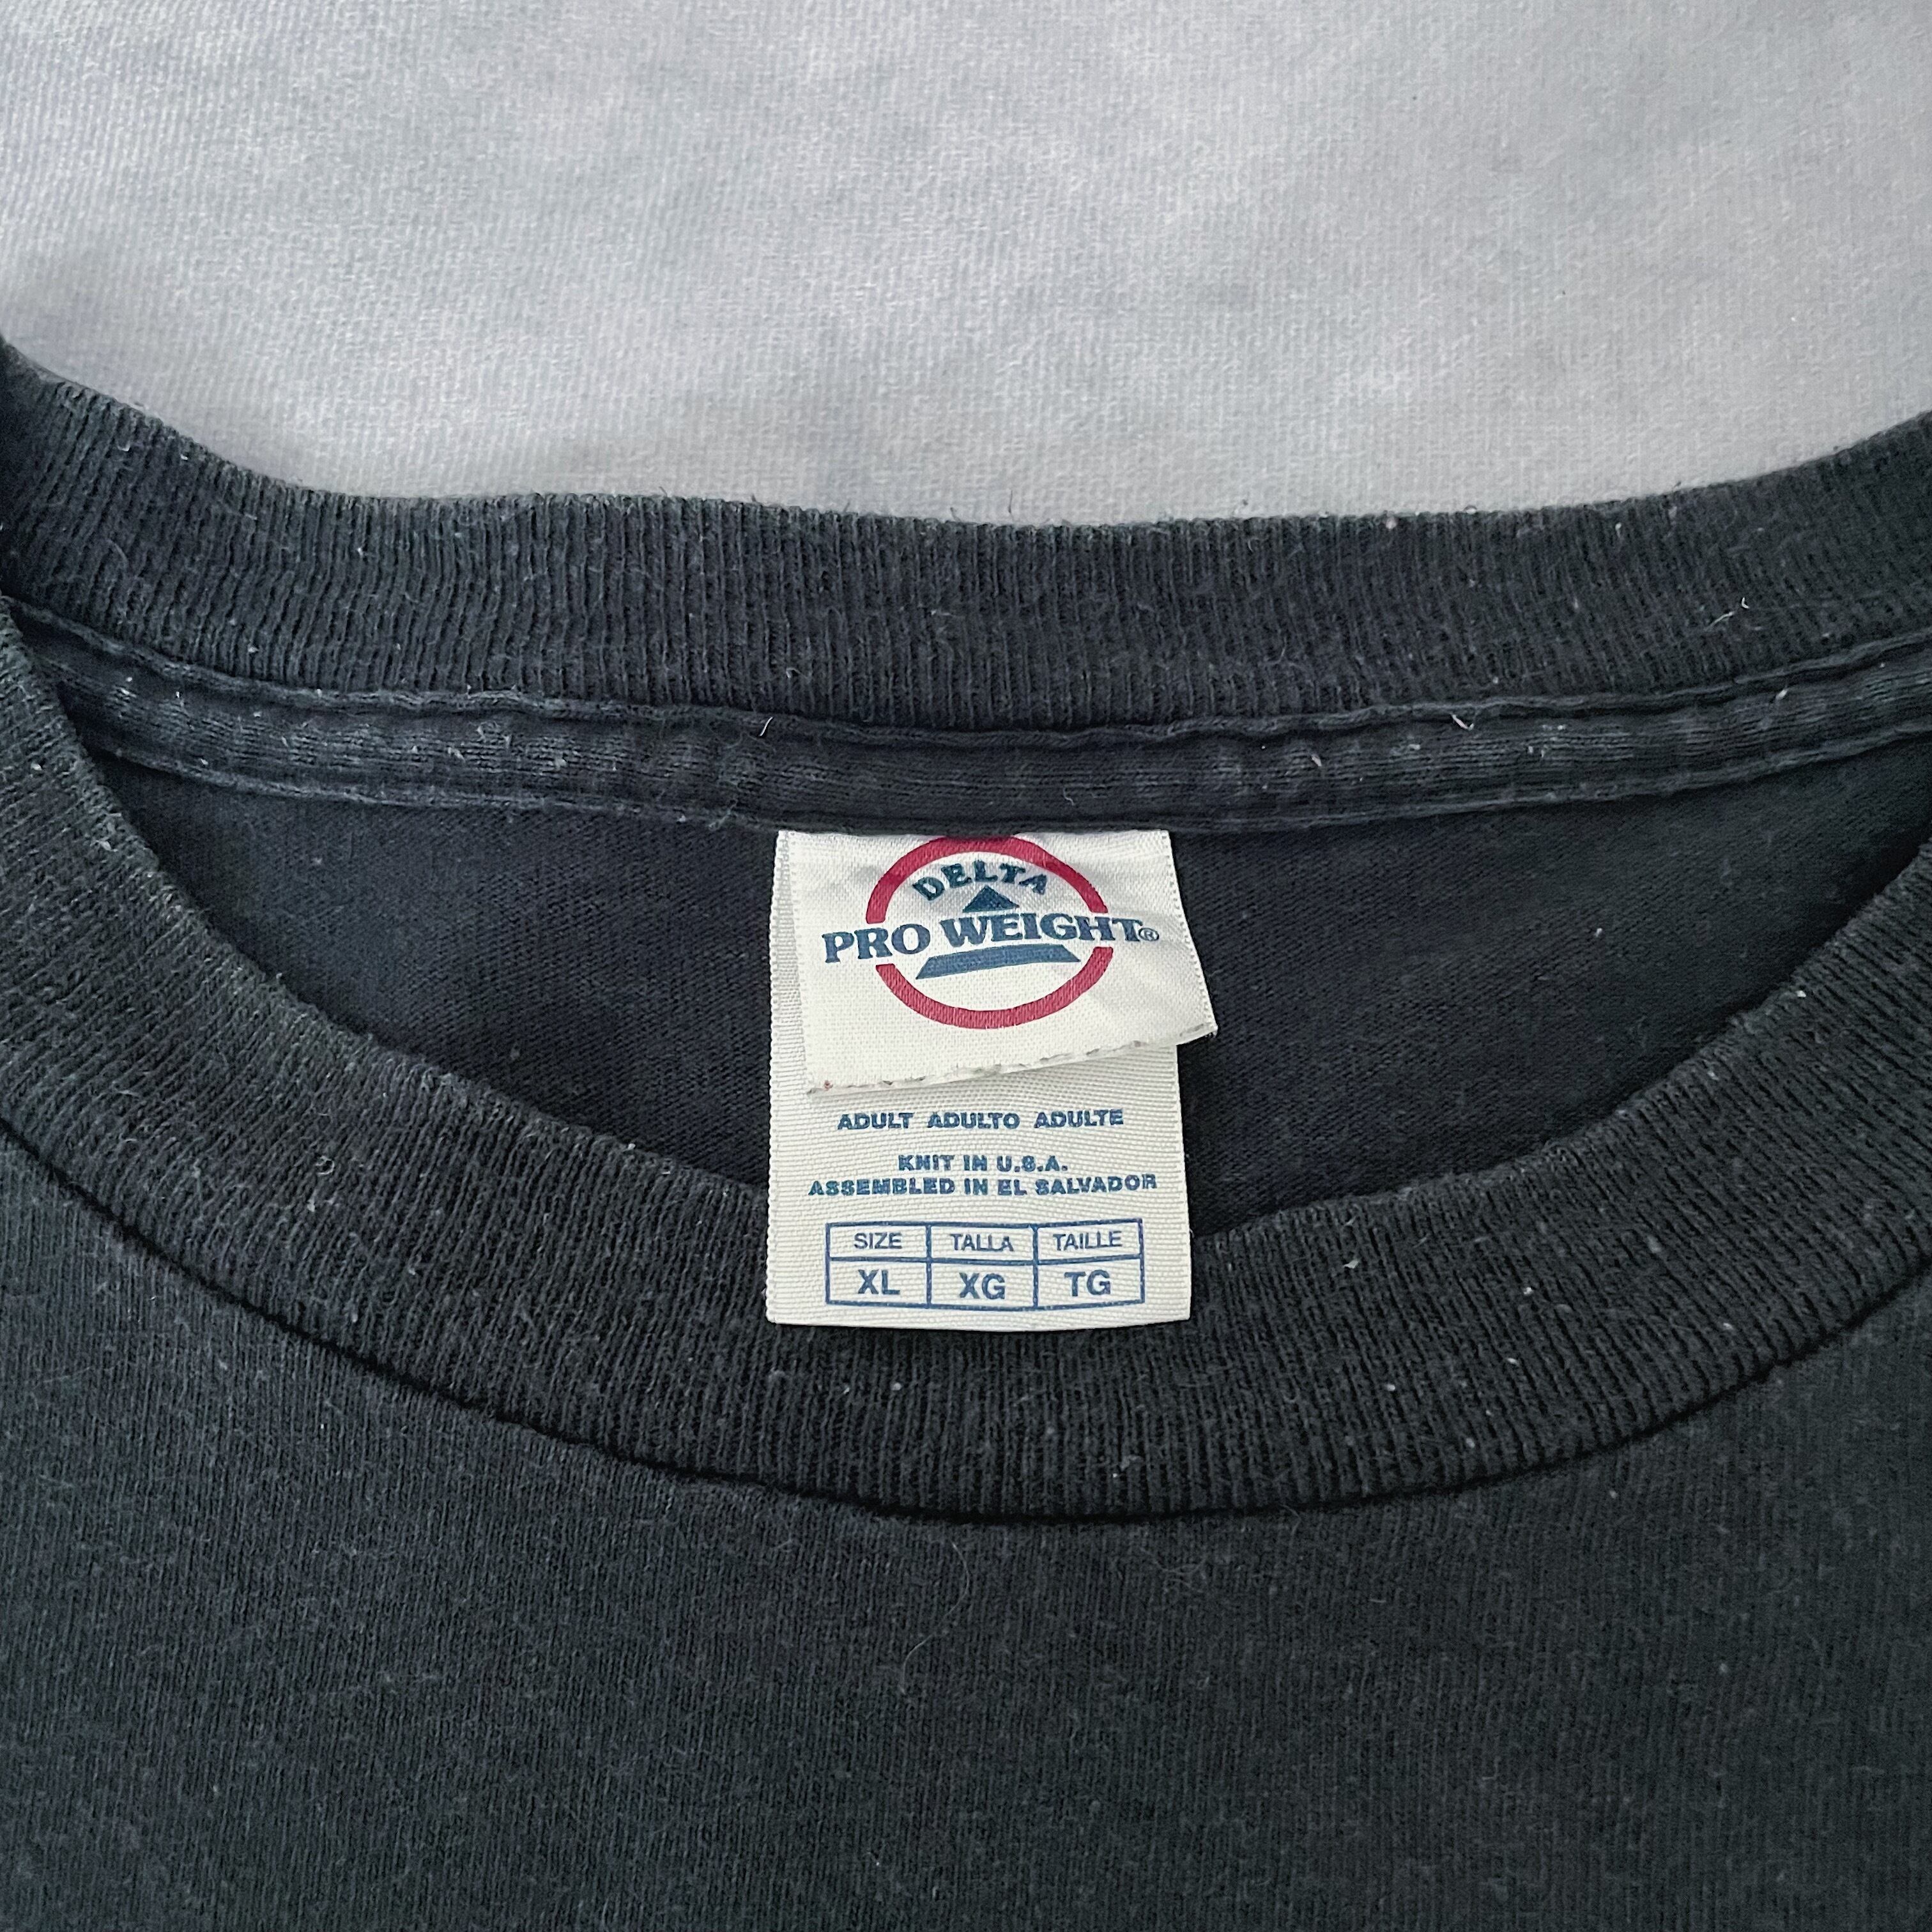 DELTA
PRO WEIGHT®
ADULT ADULTO ADULTE
KNIT IN U.S.A.
ASSEMBLED IN EL SALVADOR
SIZE TALLA TAILLE
XL XG TG